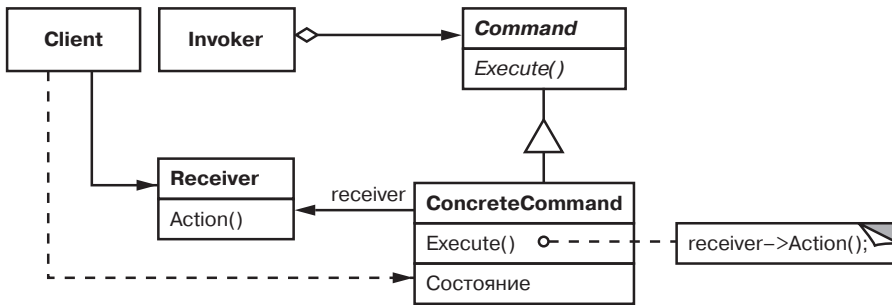 Client
Invoker
Command
Execute()
Receiver
Action()
receiver
ConcreteCommand
Execute()
receiver–>Action();
Состояние